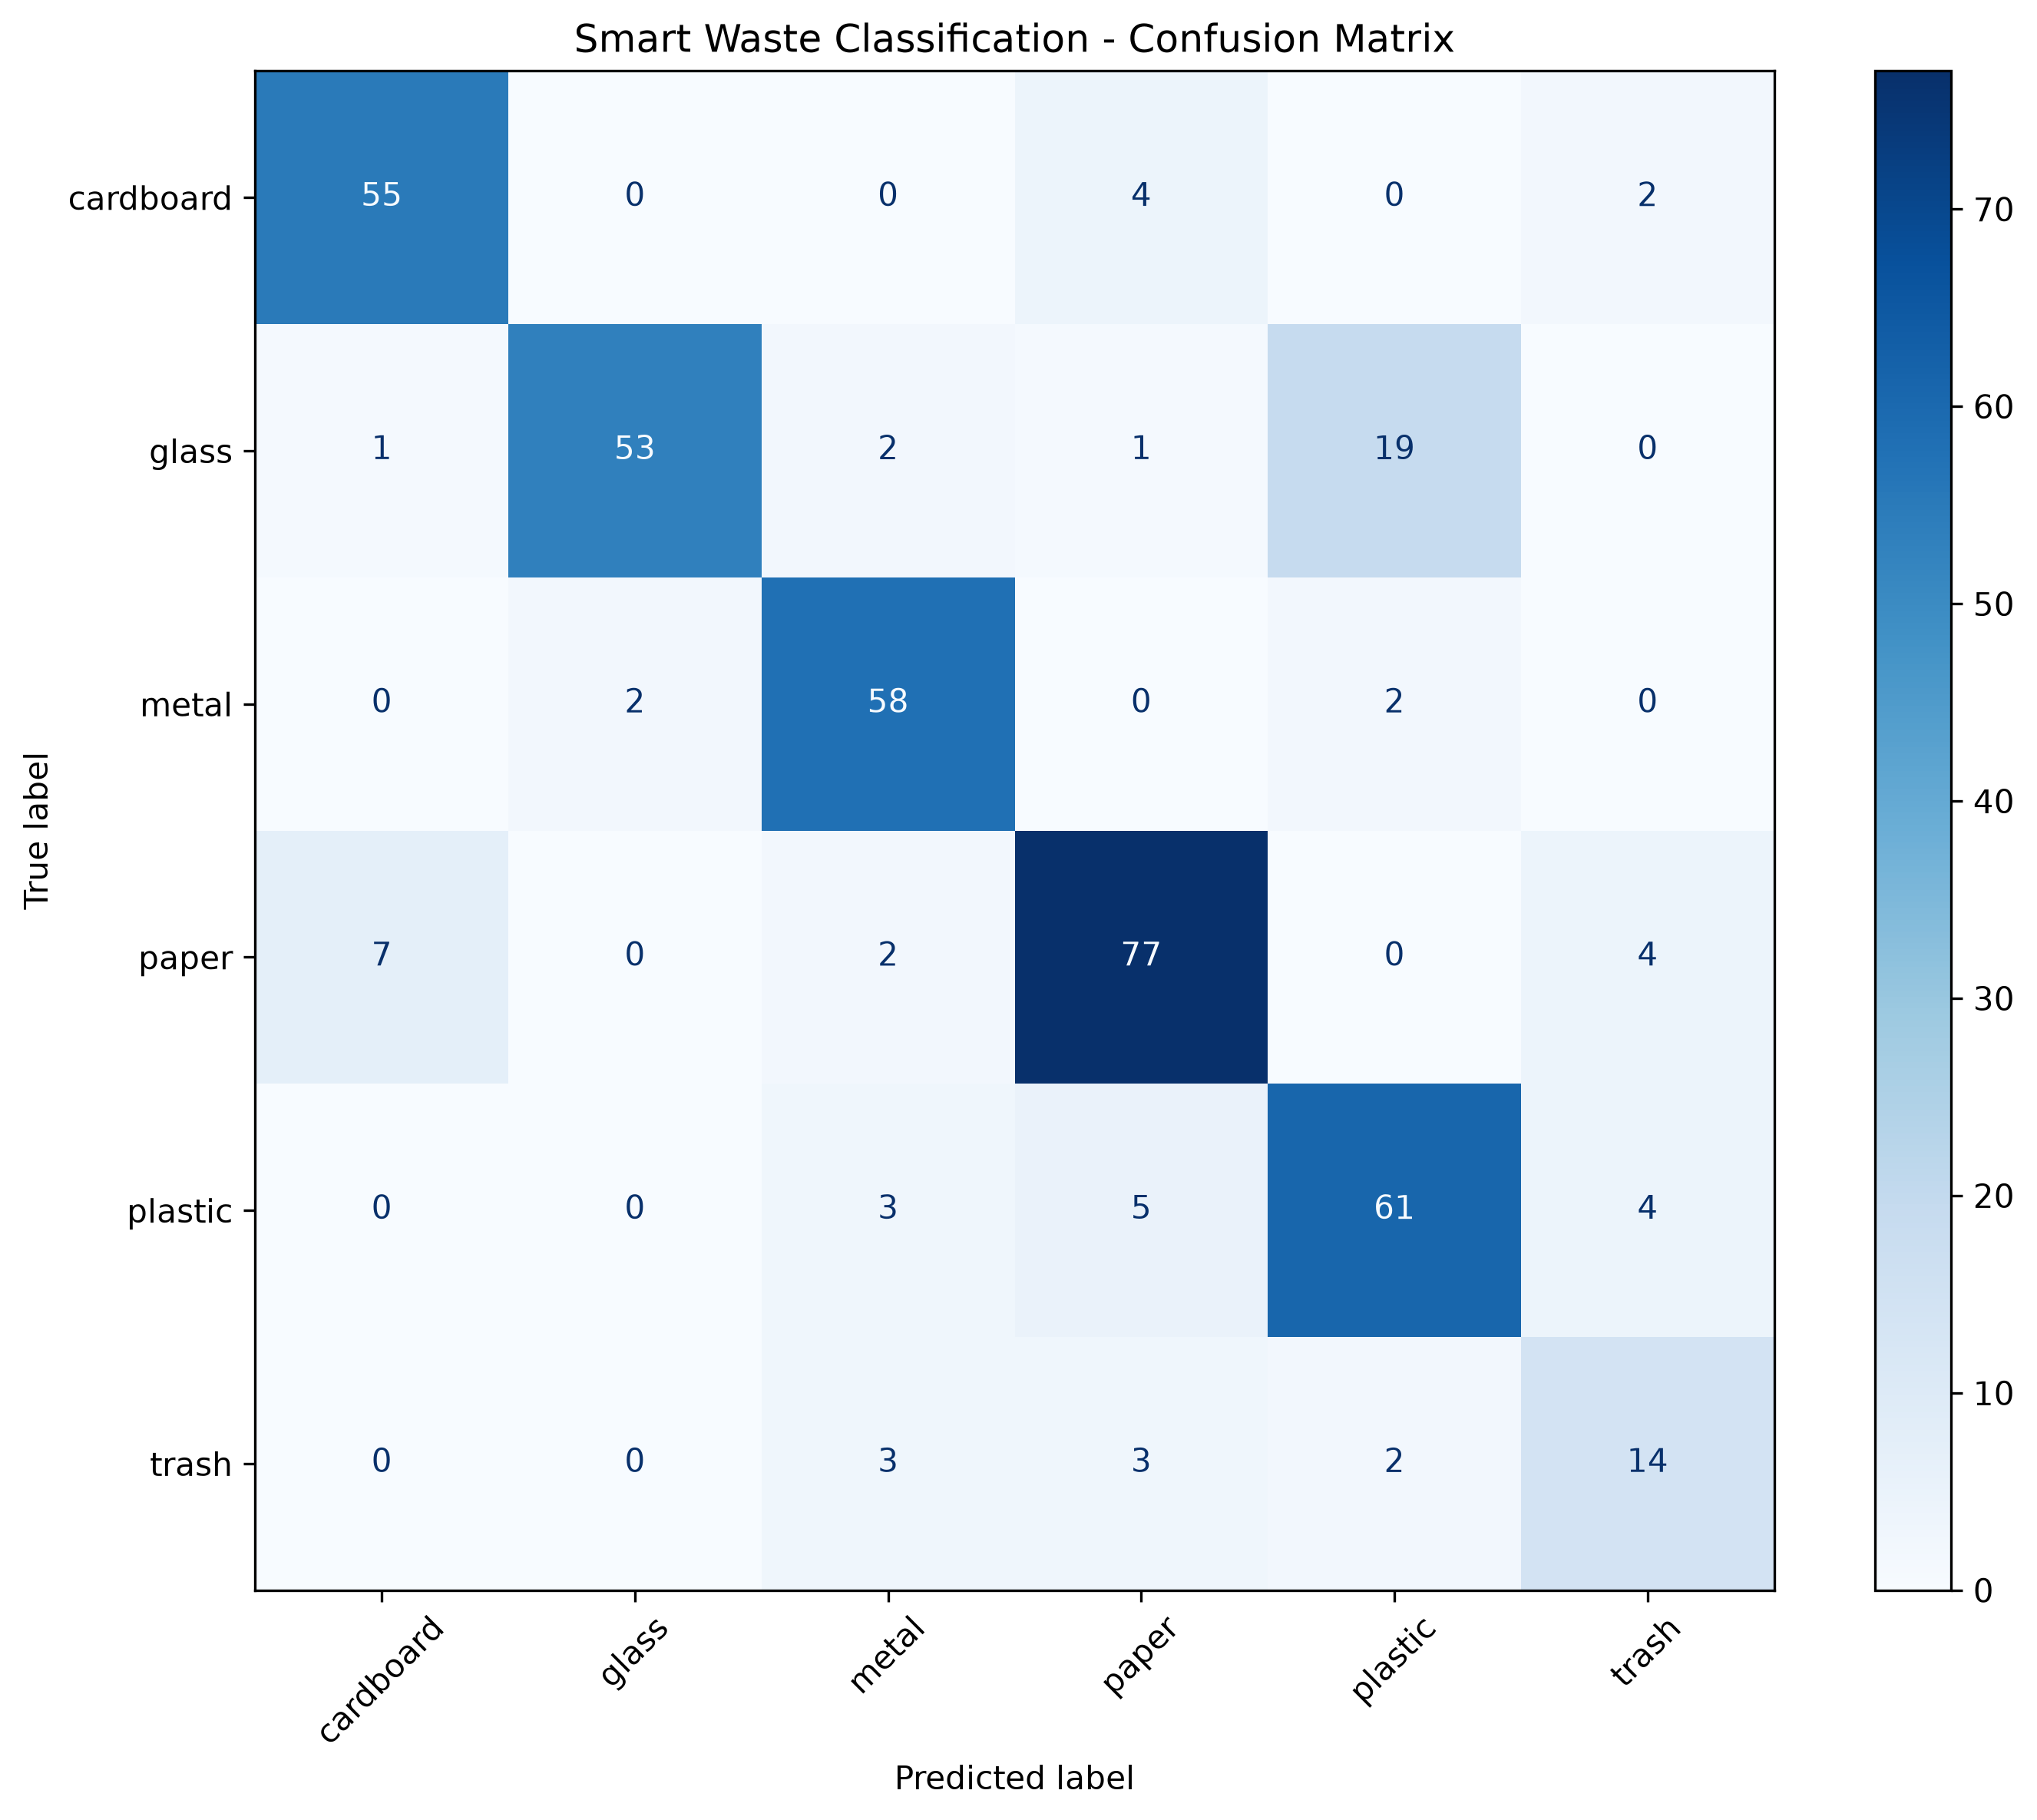 Smart Waste Classification - Confusion Matrix
cardboard 55 0 0 4 0 2
glass 1 53 2 1 19 0
metal 0 2 58 0 2 0
paper 7 0 2 77 0 4
plastic 0 0 3 5 61 4
trash 0 0 3 3 2 14
True label
cardboard glass metal paper plastic trash
Predicted label
70
60
50
40
30
20
10
0